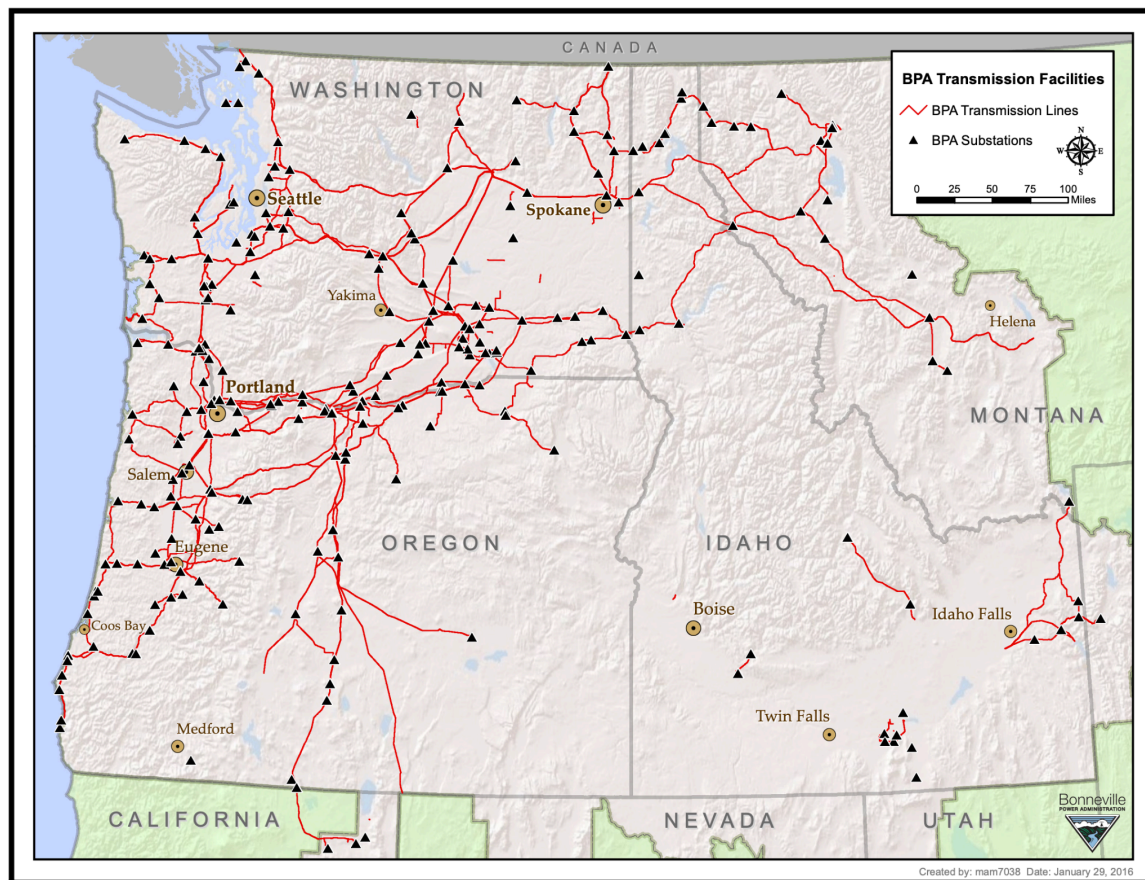 CANADA
WASHINGTON
BPA Transmission Facilities
BPA Transmission Lines
BPA Substations
N
W E
S
0 25 50 75 100
Miles
Seattle
Spokane
Yakima
Helena
Portland
MONTANA
Salem
OREGON
IDAHO
Eugene
Boise
Idaho Falls
Coos Bay
Twin Falls
Medford
CALIFORNIA
NEVADA
UTAH
Bonneville
POWER ADMINISTRATION
Created by: mam7038 Date: January 29, 2016